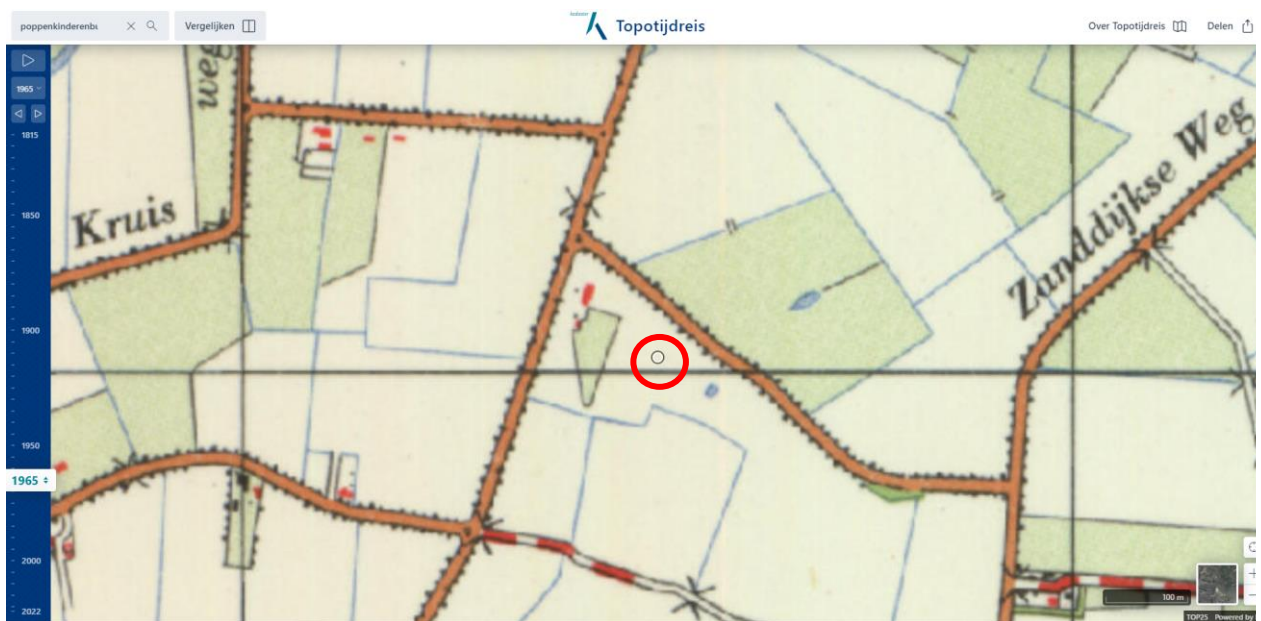 poppenkinderenbu
Vergelijken
Topotijdreis
Over Topotijdreis
Delen
1965
1815
1850
1900
1950
1965
2000
2022
weg
Kruis
Zanddijkse Weg
100 m
TOP25 Powered by